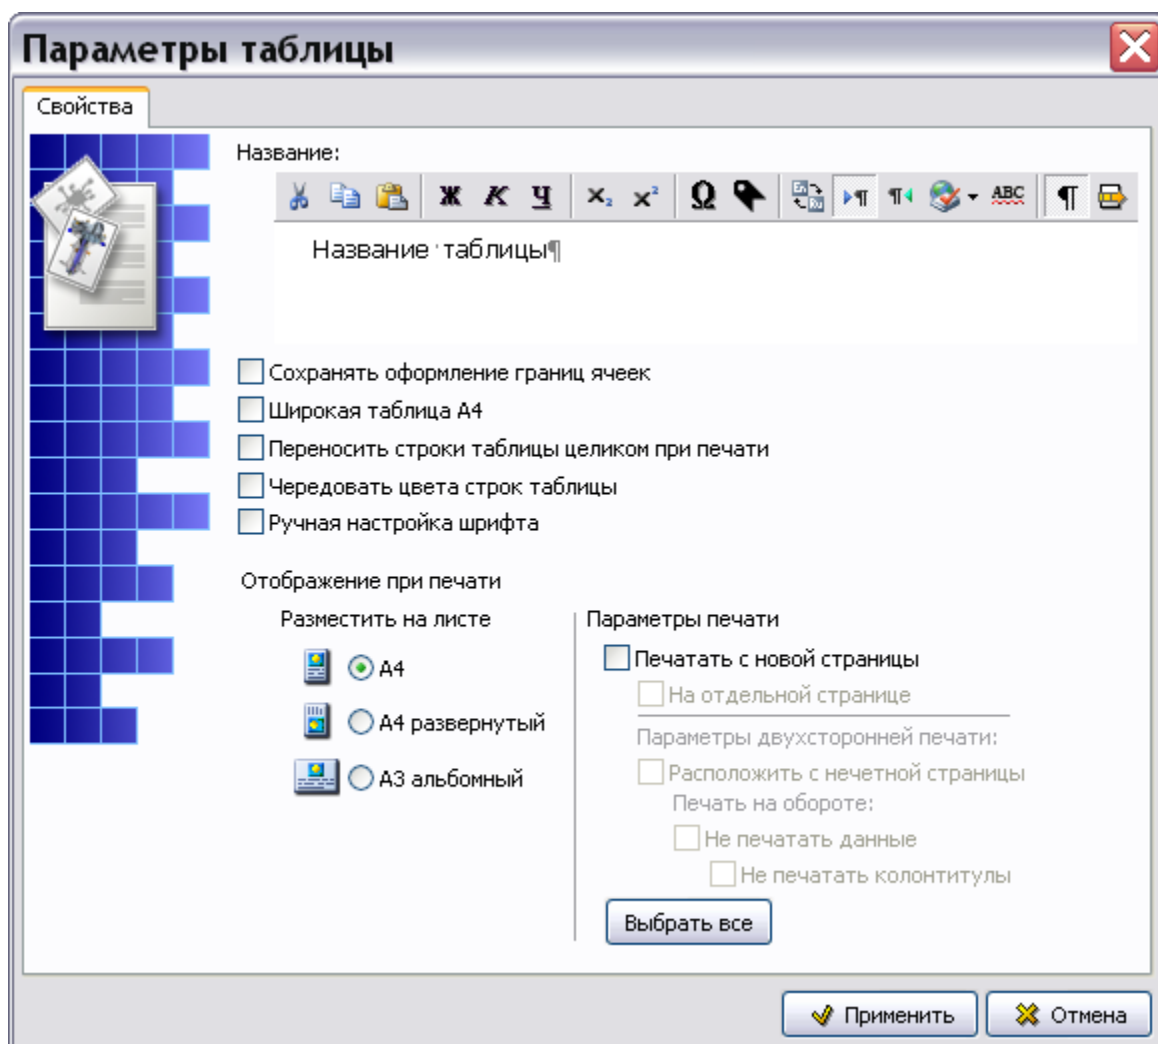 Параметры таблицы
Свойства
Название:
Ж К Ч x₂ x² Ω ¶ ¶ ABC ¶
Название·таблицы¶
Сохранять оформление границ ячеек
Широкая таблица А4
Переносить строки таблицы целиком при печати
Чередовать цвета строк таблицы
Ручная настройка шрифта
Отображение при печати
Разместить на листе
А4
А4 развернутый
А3 альбомный
Параметры печати
Печатать с новой страницы
На отдельной странице
Параметры двухсторонней печати:
Расположить с нечетной страницы
Печать на обороте:
Не печатать данные
Не печатать колонтитулы
Выбрать все
Применить
Отмена